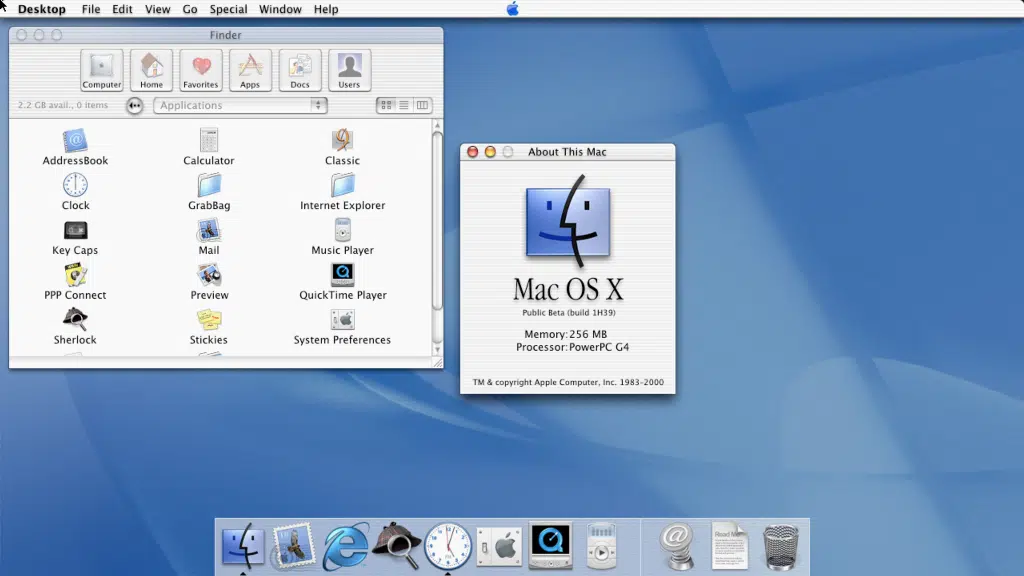 Desktop File Edit View Go Special Window Help
Finder
Computer Home Favorites Apps Docs Users
2.2 GB avail., 0 items Applications
AddressBook Calculator Classic
Clock GrabBag Internet Explorer
Key Caps Mail Music Player
PPP Connect Preview QuickTime Player
Sherlock Stickies System Preferences
About This Mac
Mac OS X
Public Beta (build 1H39)
Memory: 256 MB
Processor: PowerPC G4
TM & copyright Apple Computer, Inc. 1983-2000
Read Me